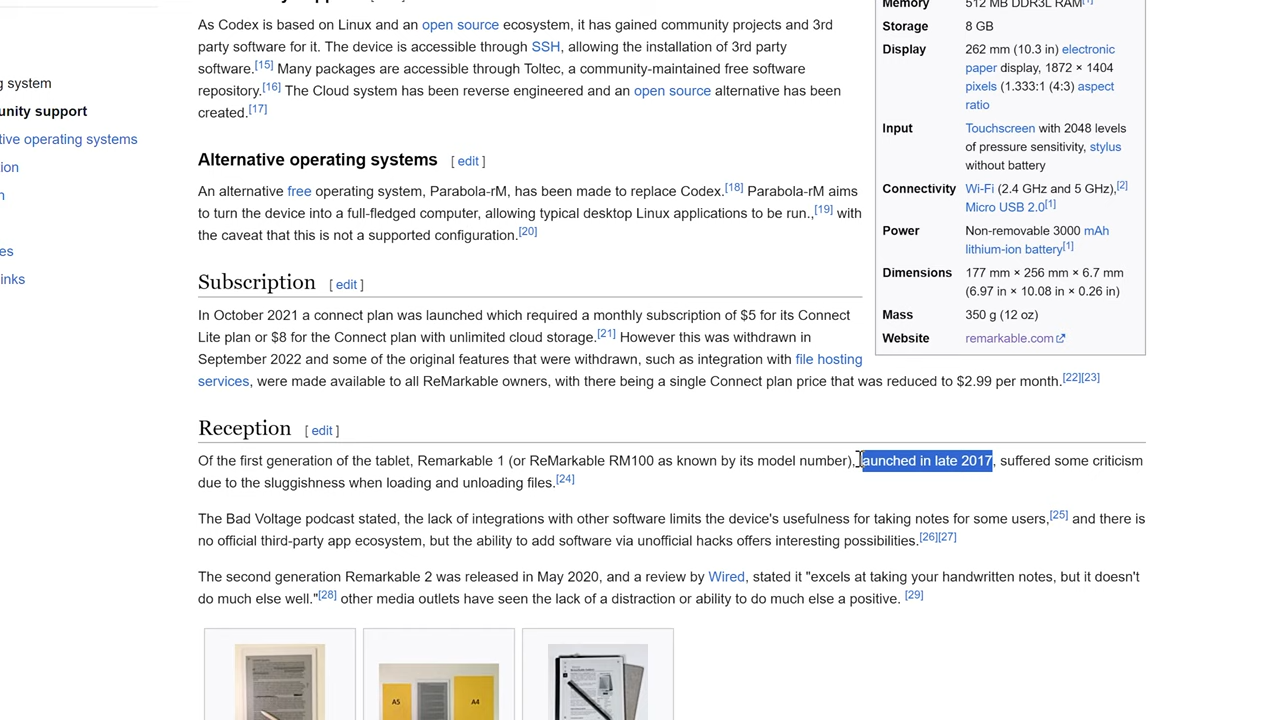 As Codex is based on Linux and an open source ecosystem, it has gained community projects and 3rd
party software for it. The device is accessible through SSH, allowing the installation of 3rd party
software.[15] Many packages are accessible through Toltec, a community-maintained free software
repository.[16] The Cloud system has been reverse engineered and an open source alternative has been
created.[17]
Alternative operating systems [ edit ]
An alternative free operating system, Parabola-rM, has been made to replace Codex.[18] Parabola-rM aims
to turn the device into a full-fledged computer, allowing typical desktop Linux applications to be run.,[19] with
the caveat that this is not a supported configuration.[20]
Subscription [ edit ]
In October 2021 a connect plan was launched which required a monthly subscription of $5 for its Connect
Lite plan or $8 for the Connect plan with unlimited cloud storage.[21] However this was withdrawn in
September 2022 and some of the original features that were withdrawn, such as integration with file hosting
services, were made available to all ReMarkable owners, with there being a single Connect plan price that was reduced to $2.99 per month.[22][23]
Reception [ edit ]
Of the first generation of the tablet, Remarkable 1 (or ReMarkable RM100 as known by its model number), launched in late 2017, suffered some criticism
due to the sluggishness when loading and unloading files.[24]
The Bad Voltage podcast stated, the lack of integrations with other software limits the device's usefulness for taking notes for some users,[25] and there is
no official third-party app ecosystem, but the ability to add software via unofficial hacks offers interesting possibilities.[26][27]
The second generation Remarkable 2 was released in May 2020, and a review by Wired, stated it "excels at taking your handwritten notes, but it doesn't
do much else well."[28] other media outlets have seen the lack of a distraction or ability to do much else a positive. [29]
A5
A4
g system
unity support
tive operating systems
ion
n
es
inks
Memory 512 MB DDR3L RAM[1]
Storage 8 GB
Display 262 mm (10.3 in) electronic
paper display, 1872 × 1404
pixels (1.333:1 (4:3) aspect
ratio
Input Touchscreen with 2048 levels
of pressure sensitivity, stylus
without battery
Connectivity Wi-Fi (2.4 GHz and 5 GHz),[2]
Micro USB 2.0[1]
Power Non-removable 3000 mAh
lithium-ion battery[1]
Dimensions 177 mm × 256 mm × 6.7 mm
(6.97 in × 10.08 in × 0.26 in)
Mass 350 g (12 oz)
Website remarkable.com